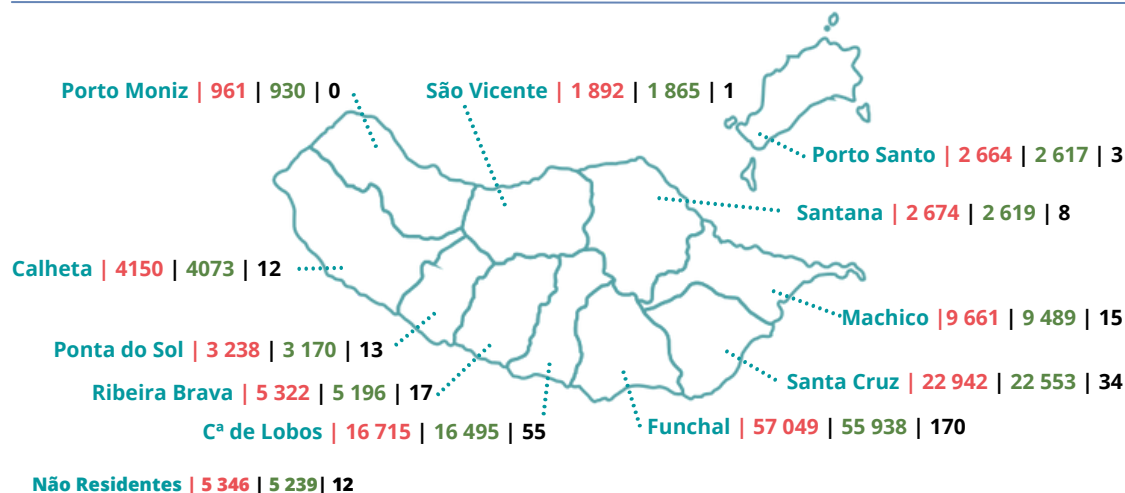 Porto Moniz | 961 | 930 | 0
São Vicente | 1 892 | 1 865 | 1
Porto Santo | 2 664 | 2 617 | 3
Santana | 2 674 | 2 619 | 8
Calheta | 4150 | 4073 | 12
Machico |9 661 | 9 489 | 15
Ponta do Sol | 3 238 | 3 170 | 13
Santa Cruz | 22 942 | 22 553 | 34
Ribeira Brava | 5 322 | 5 196 | 17
Cª de Lobos | 16 715 | 16 495 | 55
Funchal | 57 049 | 55 938 | 170
Não Residentes | 5 346 | 5 239| 12